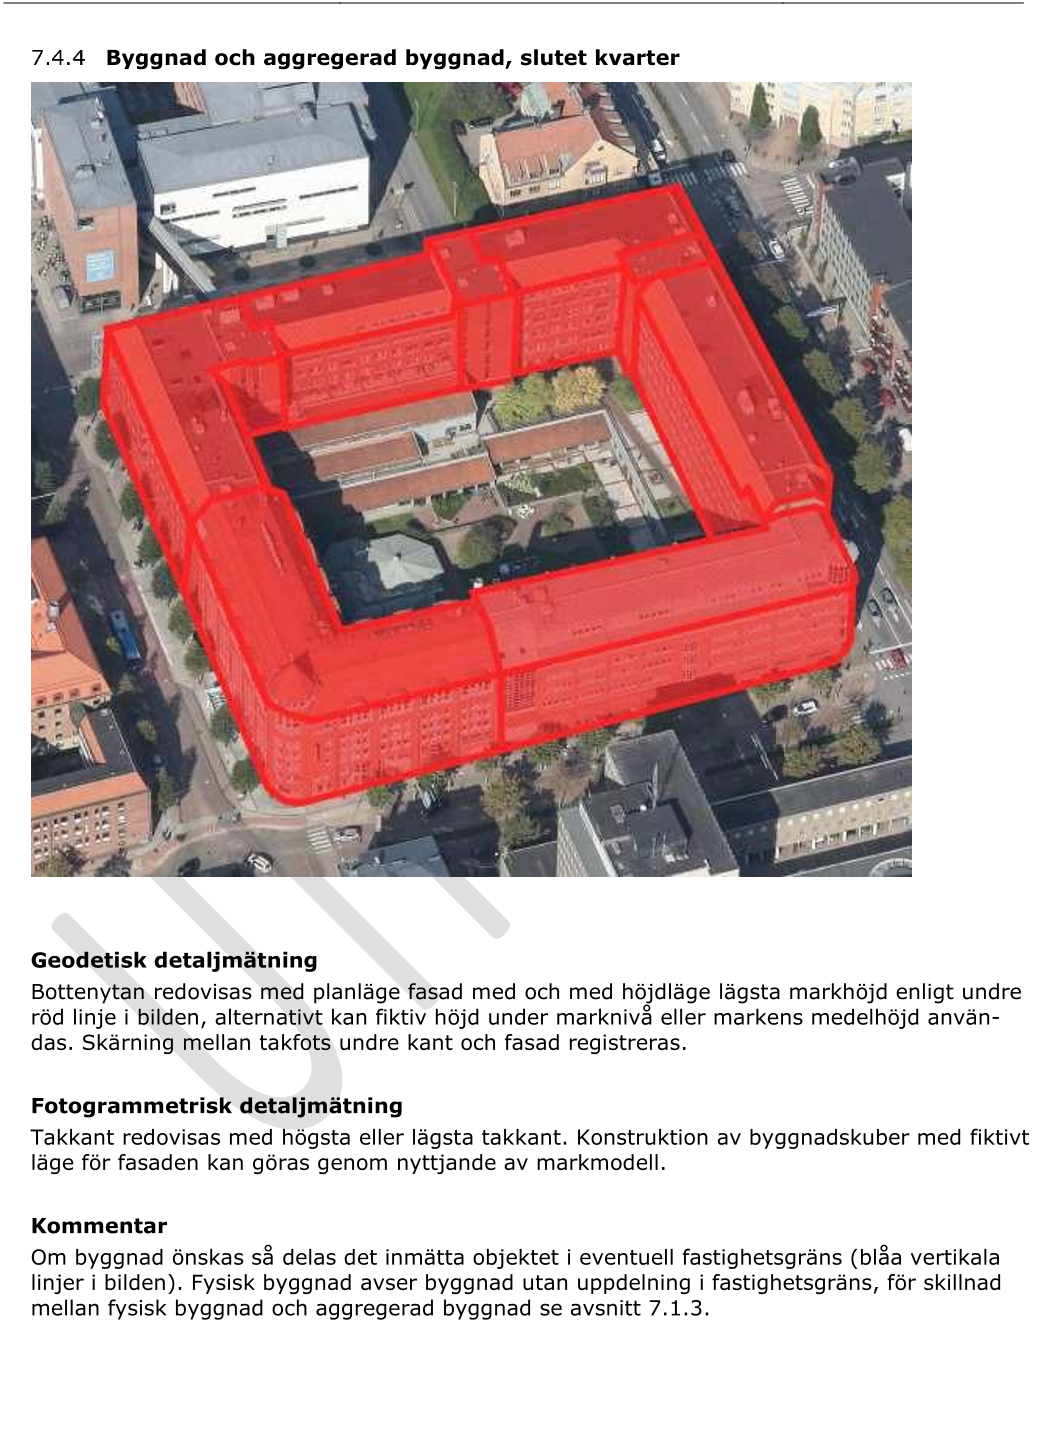 7.4.4 Byggnad och aggregerad byggnad, slutet kvarter
Geodetisk detaljmätning
Bottenytan redovisas med planläge fasad med och med höjdläge lägsta markhöjd enligt undre
röd linje i bilden, alternativt kan fiktiv höjd under marknivå eller markens medelhöjd använ-
das. Skärning mellan takfots undre kant och fasad registreras.
Fotogrammetrisk detaljmätning
Takkant redovisas med högsta eller lägsta takkant. Konstruktion av byggnadskuber med fiktivt
läge för fasaden kan göras genom nyttjande av markmodell.
Kommentar
Om byggnad önskas så delas det inmätta objektet i eventuell fastighetsgräns (blåa vertikala
linjer i bilden). Fysisk byggnad avser byggnad utan uppdelning i fastighetsgräns, för skillnad
mellan fysisk byggnad och aggregerad byggnad se avsnitt 7.1.3.